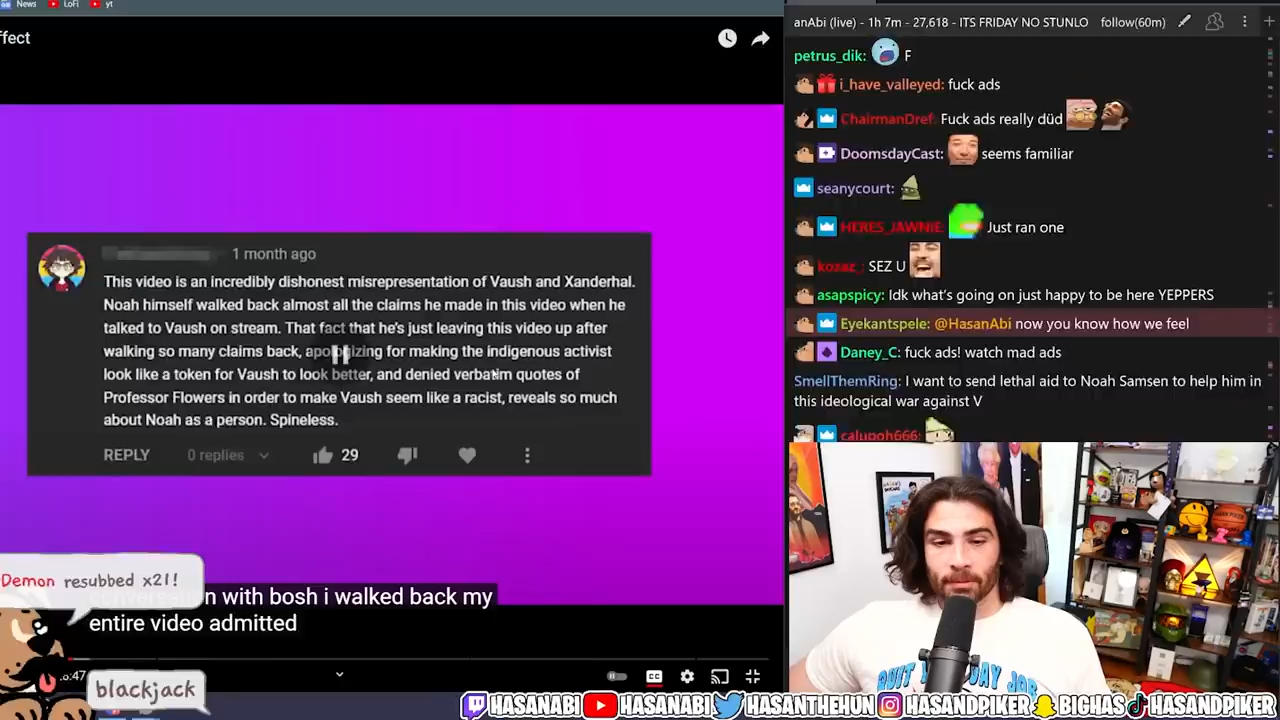 News
LoFi
yt
ffect
1 month ago
This video is an incredibly dishonest misrepresentation of Vaush and Xanderhal.
Noah himself walked back almost all the claims he made in this video when he
talked to Vaush on stream. That fact that he's just leaving this video up after
walking so many claims back, apologizing for making the indigenous activist
look like a token for Vaush to look better, and denied verbatim quotes of
Professor Flowers in order to make Vaush seem like a racist, reveals so much
about Noah as a person. Spineless.
REPLY
0 replies
29
Demon resubbed x21!
with bosh i walked back my
entire video admitted
:47
CC
blackjack
anAbi (live) - 1h 7m - 27,618 - ITS FRIDAY NO STUNLO
follow(60m)
petrus_dik: F
i_have_valleyed: fuck ads
ChairmanDref: Fuck ads really düd
DoomsdayCast: seems familiar
seanycourt:
HERES_JAWNIE: Just ran one
kozaz_: SEZ U
asapspicy: Idk what's going on just happy to be here YEPPERS
Eyekantspele: @HasanAbi now you know how we feel
Daney_C: fuck ads! watch mad ads
SmellThemRing: I want to send lethal aid to Noah Samsen to help him in
this ideological war against V
calupoh666:
HASANABI
HASANABI
HASANTHEHUN
HASANDPIKER
BIGHAS
HASANDPIKER